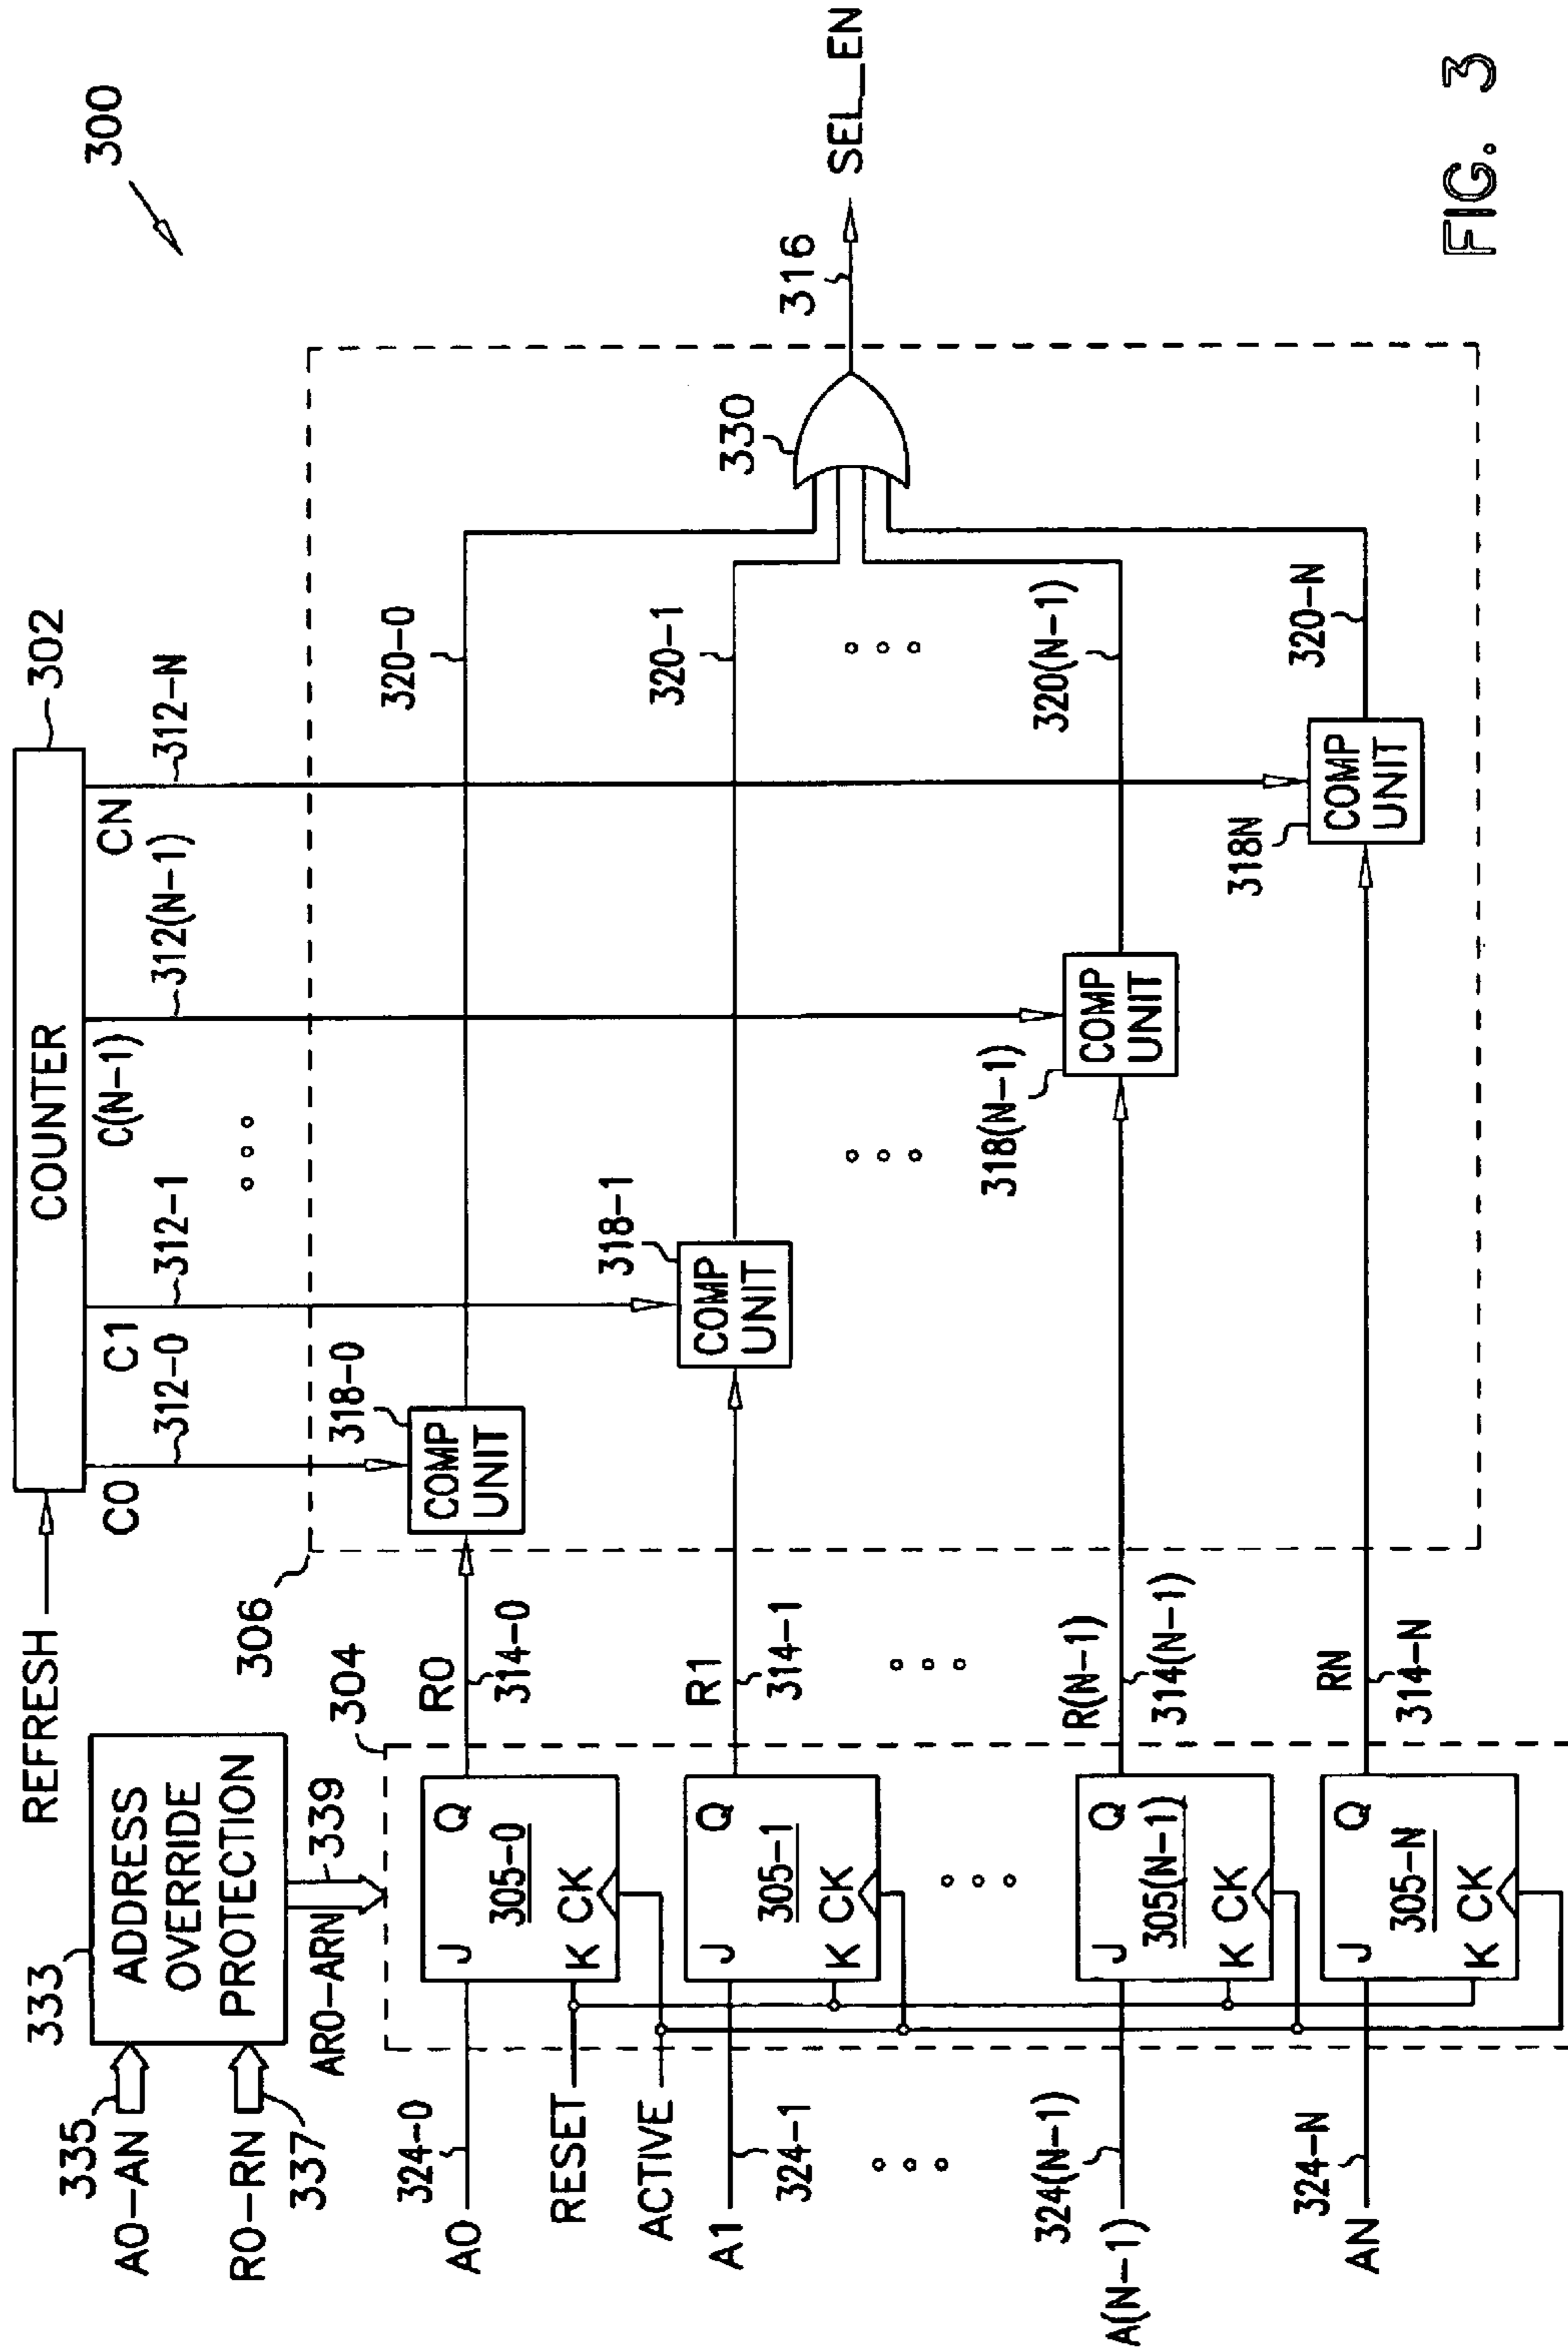 300
REFRESH
COUNTER
302
C0
312-0
C1
312-1
C(N-1)
312(N-1)
CN
312-N
333
335
A0-AN
R0-RN
337
ADDRESS
OVERRIDE
PROTECTION
AR0-ARN
339
304
306
A0
324-0
J
Q
305-0
K
CK
R0
314-0
318-0
COMP
UNIT
320-0
RESET
ACTIVE
A1
324-1
J
Q
305-1
K
CK
R1
314-1
318-1
COMP
UNIT
320-1
330
316
SEL_EN
A(N-1)
324(N-1)
J
Q
305(N-1)
K
CK
R(N-1)
314(N-1)
318(N-1)
COMP
UNIT
320(N-1)
AN
324-N
J
Q
305-N
K
CK
RN
314-N
318N
COMP
UNIT
320-N
FIG. 3